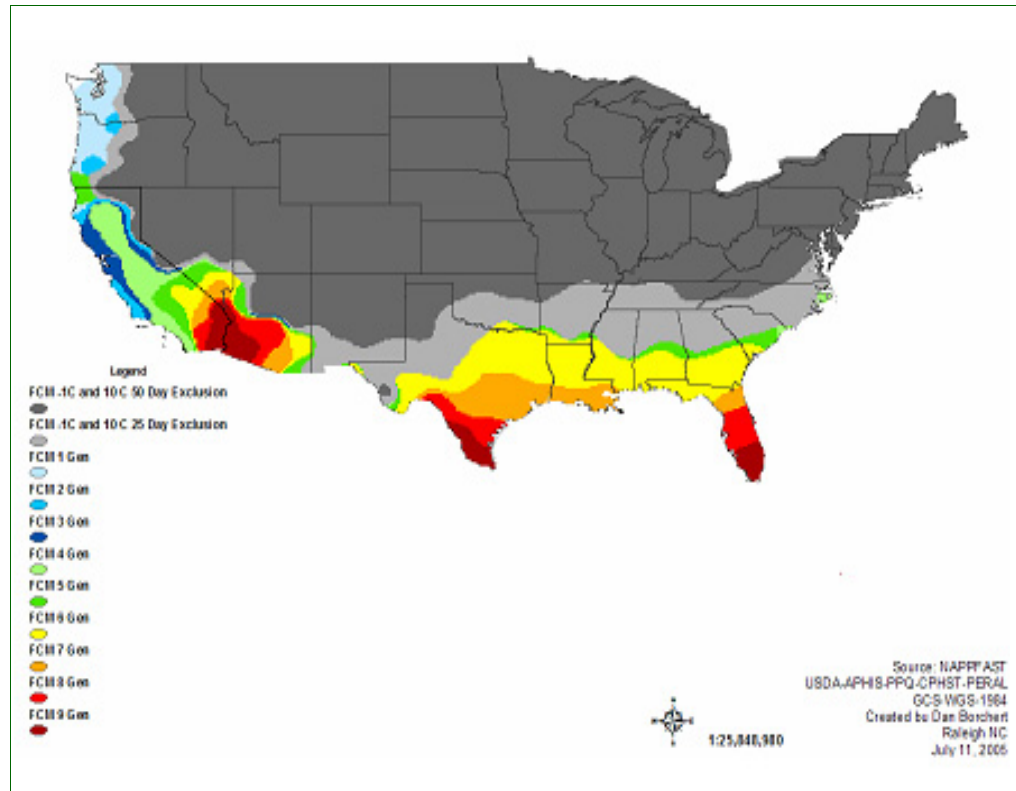 Legend
FCM -1C and 10 C 50 Day Exclusion
FCM -1C and 10 C 25 Day Exclusion
FCM 1 Gen
FCM 2 Gen
FCM 3 Gen
FCM 4 Gen
FCM 5 Gen
FCM 6 Gen
FCM 7 Gen
FCM 8 Gen
FCM 9 Gen
Source: NAPPFAST
USDA-APHIS-PPQ-CPHST-PERAL
GCS-WGS-1984
Created by Dan Borchert
Raleigh NC
July 11, 2005
1:25,848,980